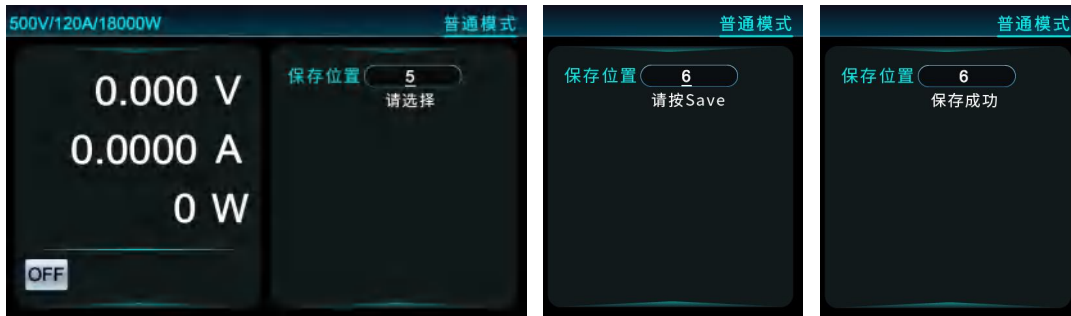 500V/120A/18000W 普通模式
0.000 V
0.0000 A
0 W
OFF
保存位置 5
请选择
普通模式
保存位置 6
请按Save
普通模式
保存位置 6
保存成功